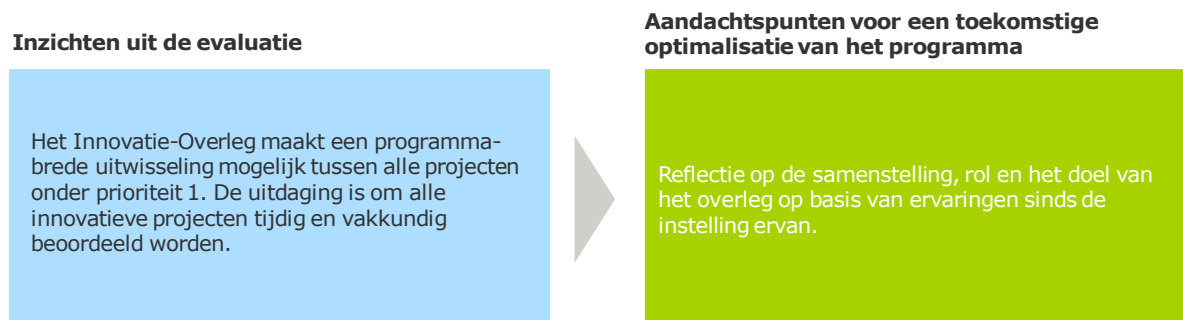 Inzichten uit de evaluatie
Het Innovatie-Overleg maakt een programma-
brede uitwisseling mogelijk tussen alle projecten
onder prioriteit 1. De uitdaging is om alle
innovatieve projecten tijdig en vakkundig
beoordeeld worden.
Aandachtspunten voor een toekomstige
optimalisatie van het programma
Reflectie op de samenstelling, rol en het doel van
het overleg op basis van ervaringen sinds de
instelling ervan.